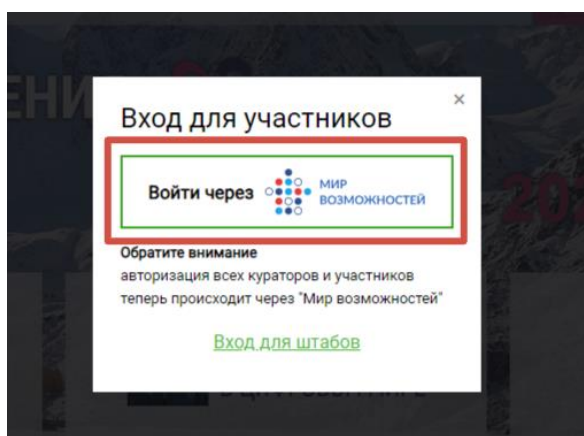 Вход для участников
×
Войти через МИР
ВОЗМОЖНОСТЕЙ
Обратите внимание
авторизация всех кураторов и участников
теперь происходит через "Мир возможностей"
Вход для штабов